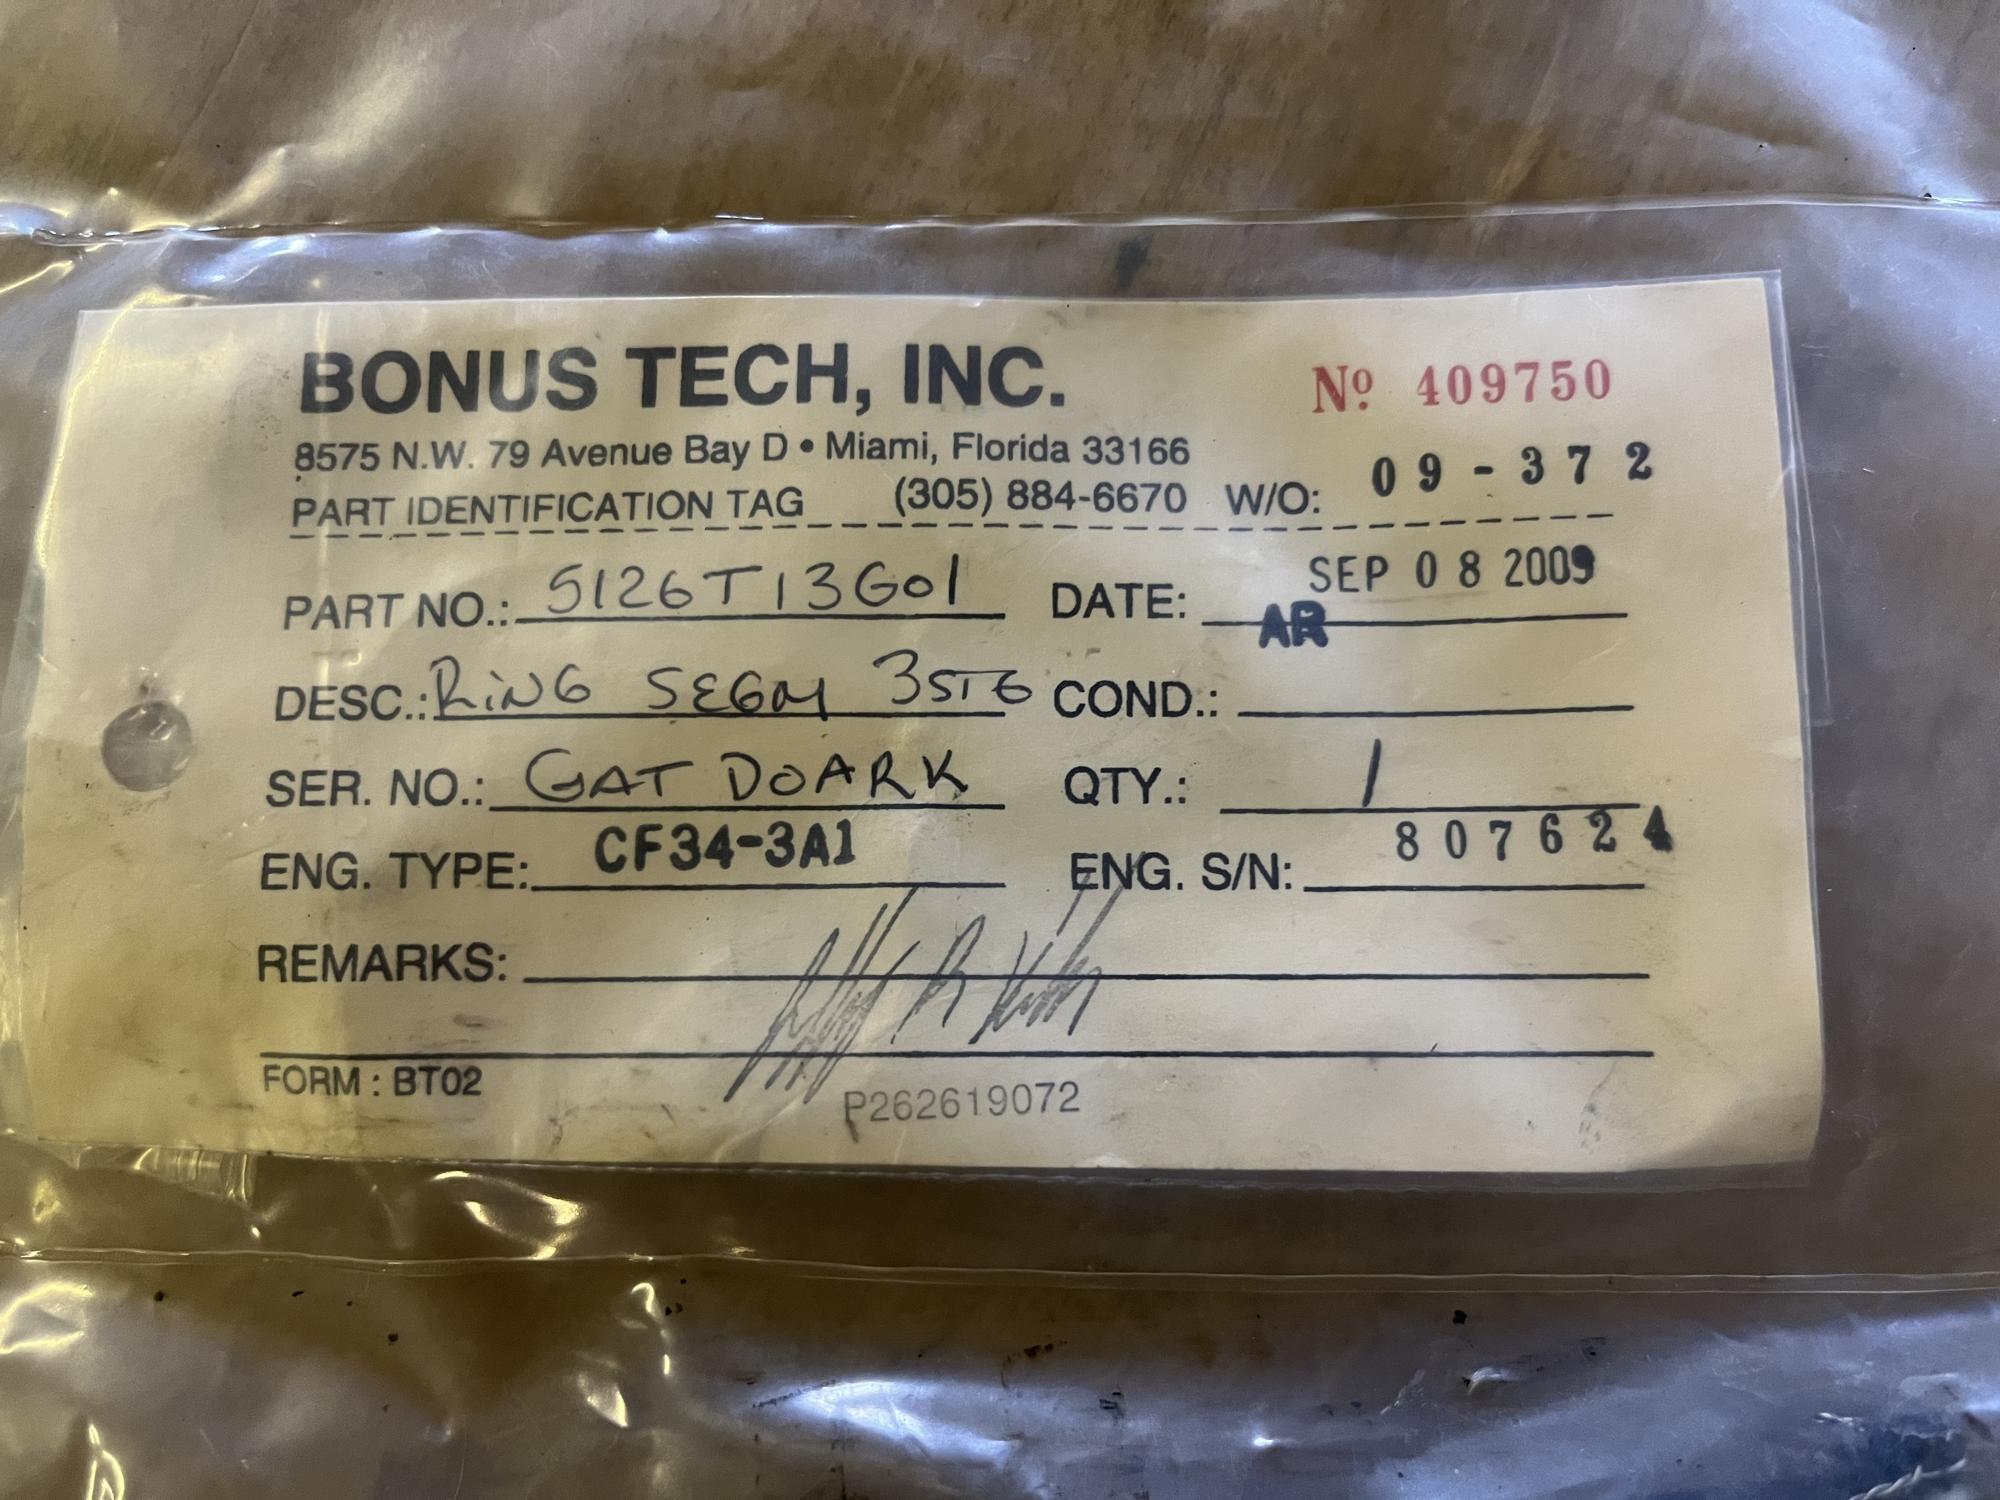 BONUS TECH, INC.
Nº 409750
8575 N.W. 79 Avenue Bay D • Miami, Florida 33166
PART IDENTIFICATION TAG (305) 884-6670 W/O: 09-372
PART NO.: 5126T13G01 DATE: SEP 08 2009
AR
DESC.: RING SEGM 3STG COND.:
SER. NO.: GAT DOARK QTY.: 1
ENG. TYPE: CF34-3A1 ENG. S/N: 807624
REMARKS:
FORM : BT02
P262619072